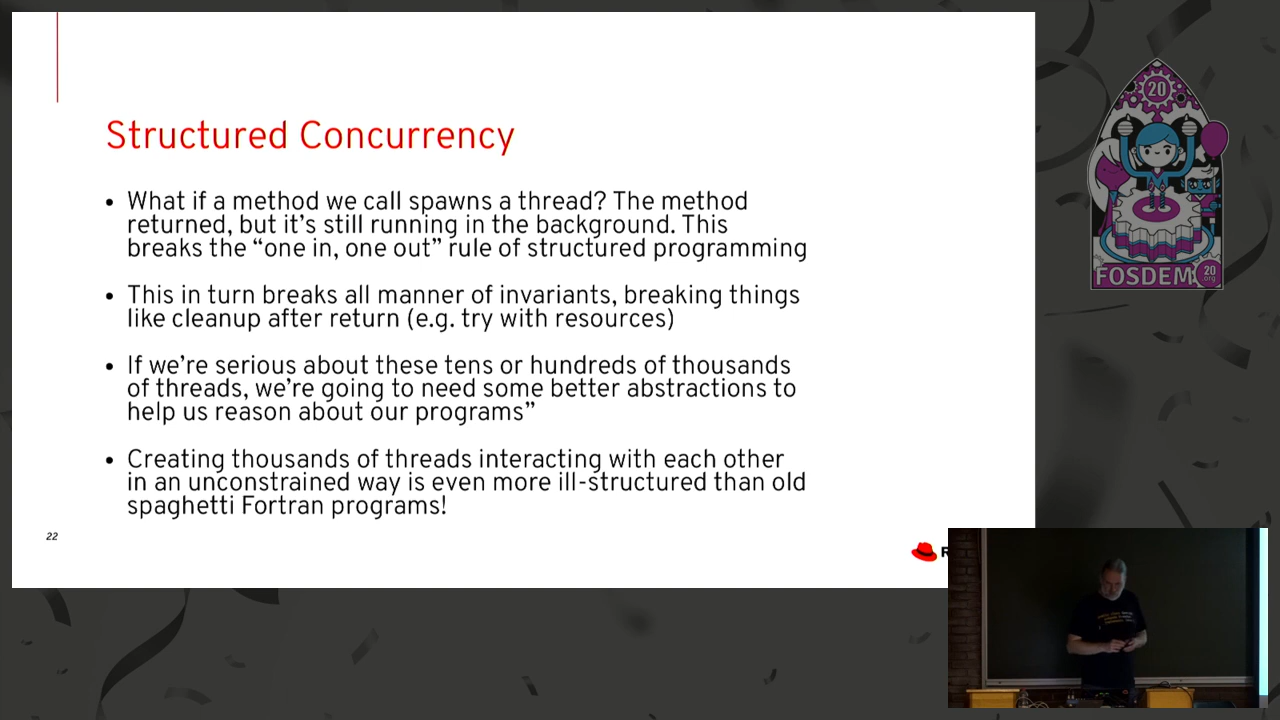 Structured Concurrency
• What if a method we call spawns a thread? The method
returned, but it’s still running in the background. This
breaks the “one in, one out” rule of structured programming
• This in turn breaks all manner of invariants, breaking things
like cleanup after return (e.g. try with resources)
• If we’re serious about these tens or hundreds of thousands
of threads, we’re going to need some better abstractions to
help us reason about our programs”
• Creating thousands of threads interacting with each other
in an unconstrained way is even more ill-structured than old
spaghetti Fortran programs!
22
20
FOSDEM
20
.org